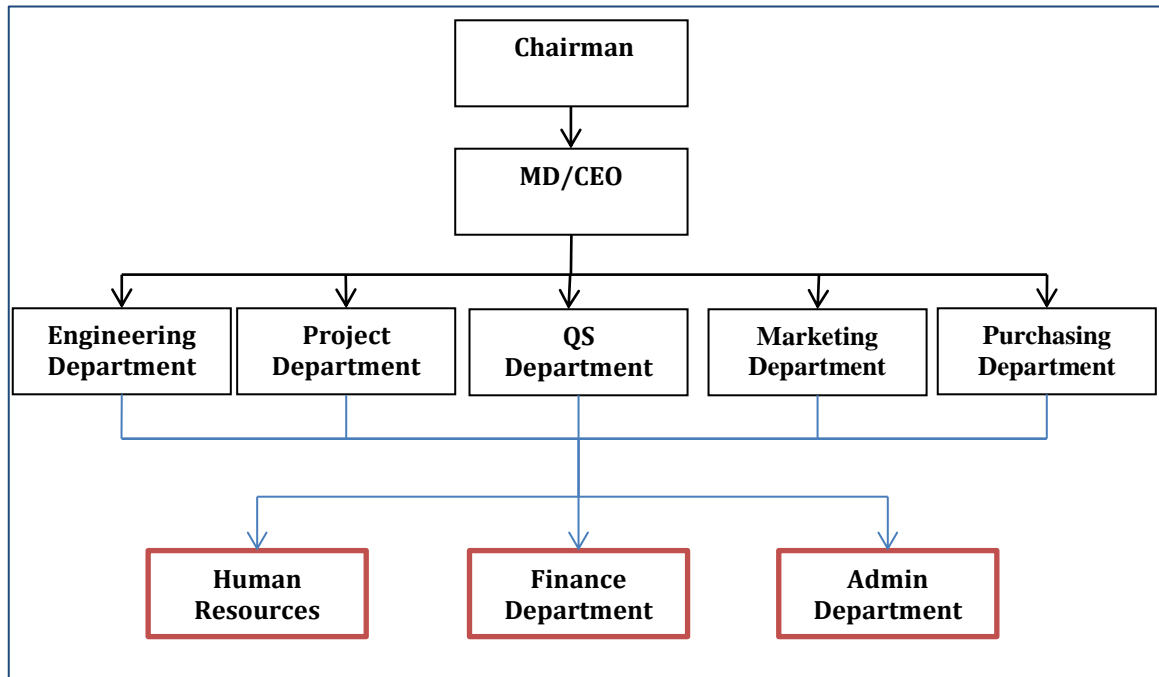 Chairman
MD/CEO
Engineering
Department
Project
Department
QS
Department
Marketing
Department
Purchasing
Department
Human
Resources
Finance
Department
Admin
Department